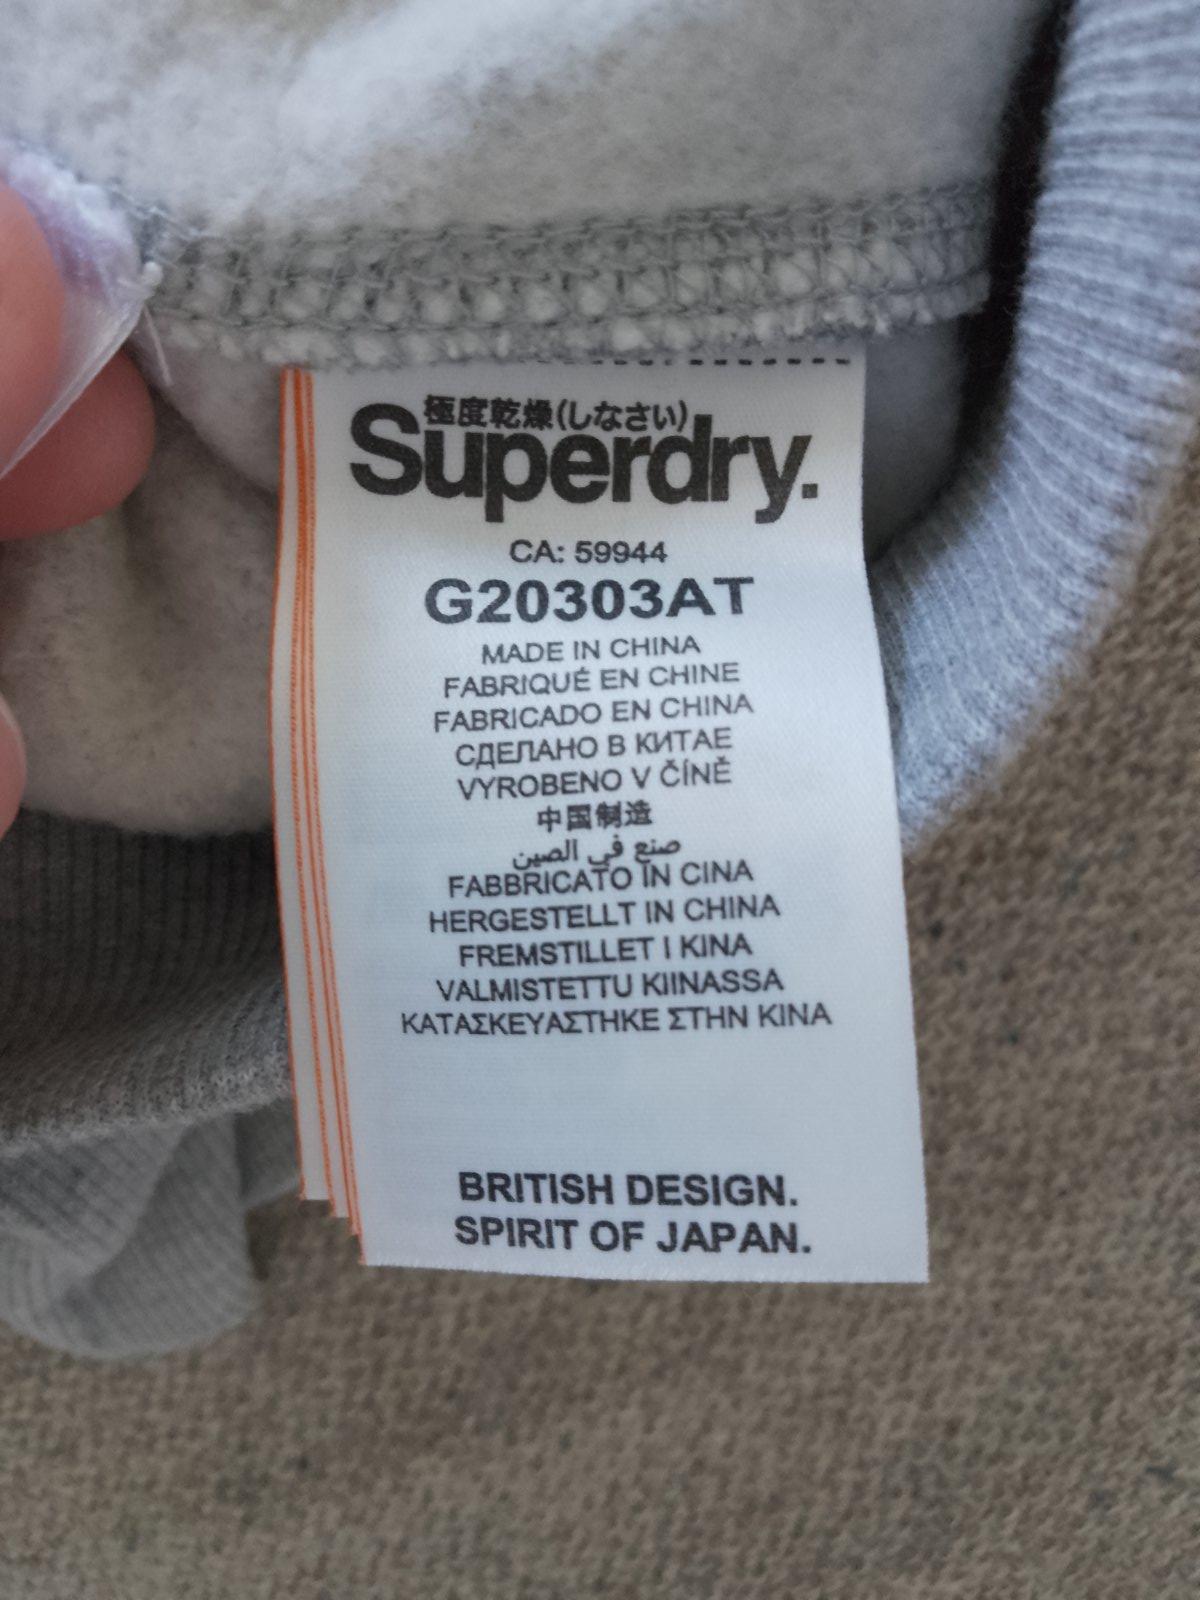 極度乾燥(しなさい)
Superdry.
CA: 59944
G20303AT
MADE IN CHINA
FABRIQUÉ EN CHINE
FABRICADO EN CHINA
СДЕЛАНО В КИТАЕ
VYROBENO V ČÍNĚ
中国制造
صنع في الصين
FABBRICATO IN CINA
HERGESTELLT IN CHINA
FREMSTILLET I KINA
VALMISTETTU KIINASSA
ΚΑΤΑΣΚΕΥΑΣΤΗΚΕ ΣΤΗΝ ΚΙΝΑ
BRITISH DESIGN.
SPIRIT OF JAPAN.